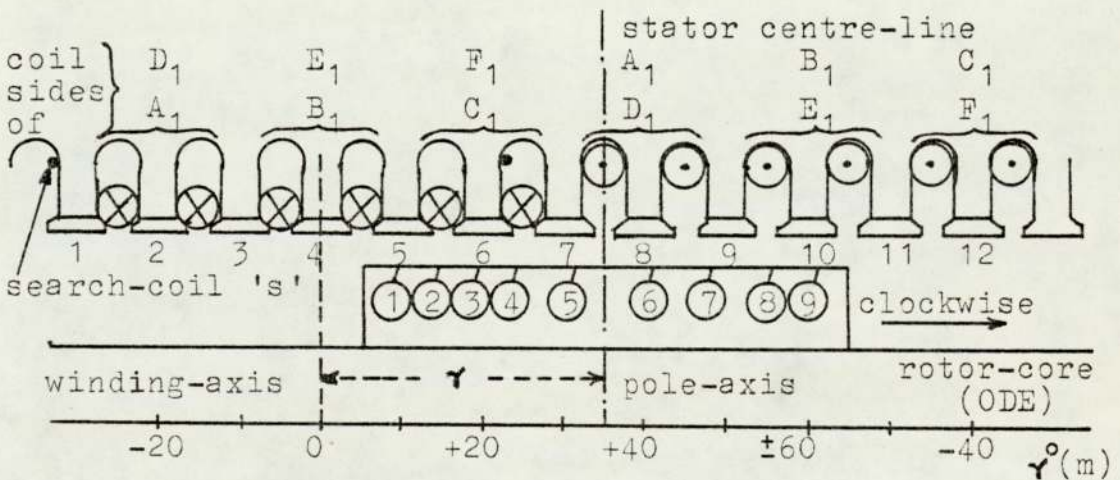 stator centre-line
coil sides of
D1 E1 F1 A1 B1 C1
A1 B1 C1 D1 E1 F1
1 2 3 4 5 6 7 8 9 10 11 12
search-coil 's'
1 2 3 4 5 6 7 8 9
clockwise
winding-axis γ pole-axis
rotor-core
(ODE)
-20 0 +20 +40 ±60 -40 γ°(m)